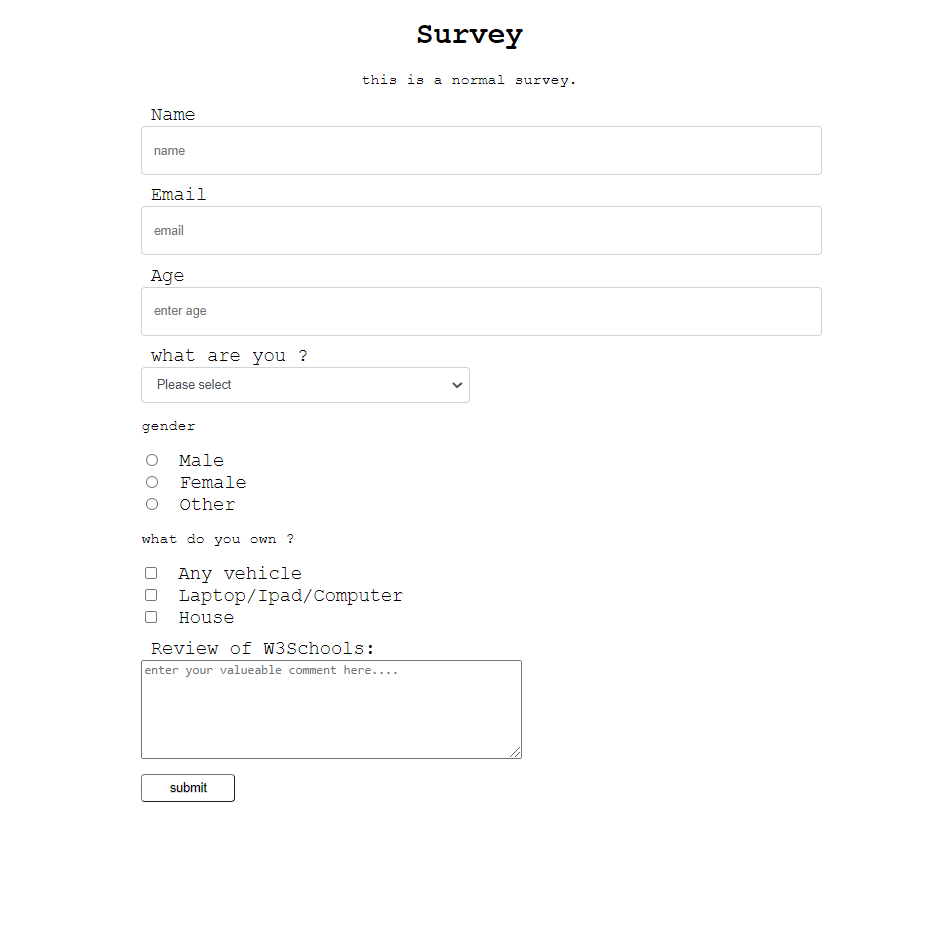 Survey
this is a normal survey.
Name
name
Email
email
Age
enter age
what are you ?
Please select
gender
Male
Female
Other
what do you own ?
Any vehicle
Laptop/Ipad/Computer
House
Review of W3Schools:
enter your valueable comment here....
submit